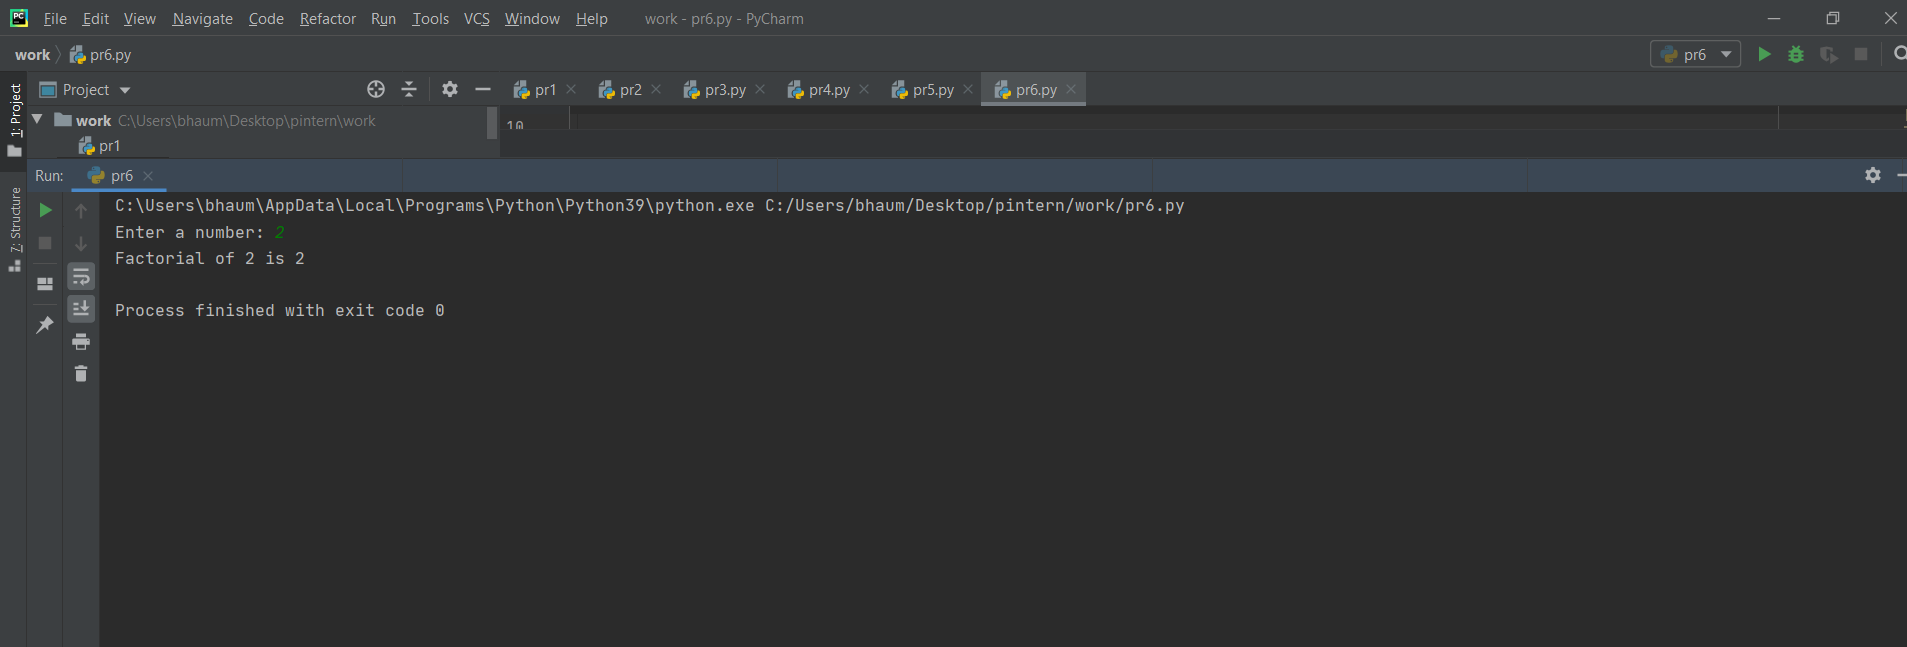 PC File Edit View Navigate Code Refactor Run Tools VCS Window Help work - pr6.py - PyCharm
work pr6.py pr6
1: Project
Project pr1 pr2 pr3.py pr4.py pr5.py pr6.py
work C:\Users\bhaum\Desktop\pintern\work 10
pr1
Run: pr6
7: Structure
C:\Users\bhaum\AppData\Local\Programs\Python\Python39\python.exe C:/Users/bhaum/Desktop/pintern/work/pr6.py
Enter a number: 2
Factorial of 2 is 2
Process finished with exit code 0